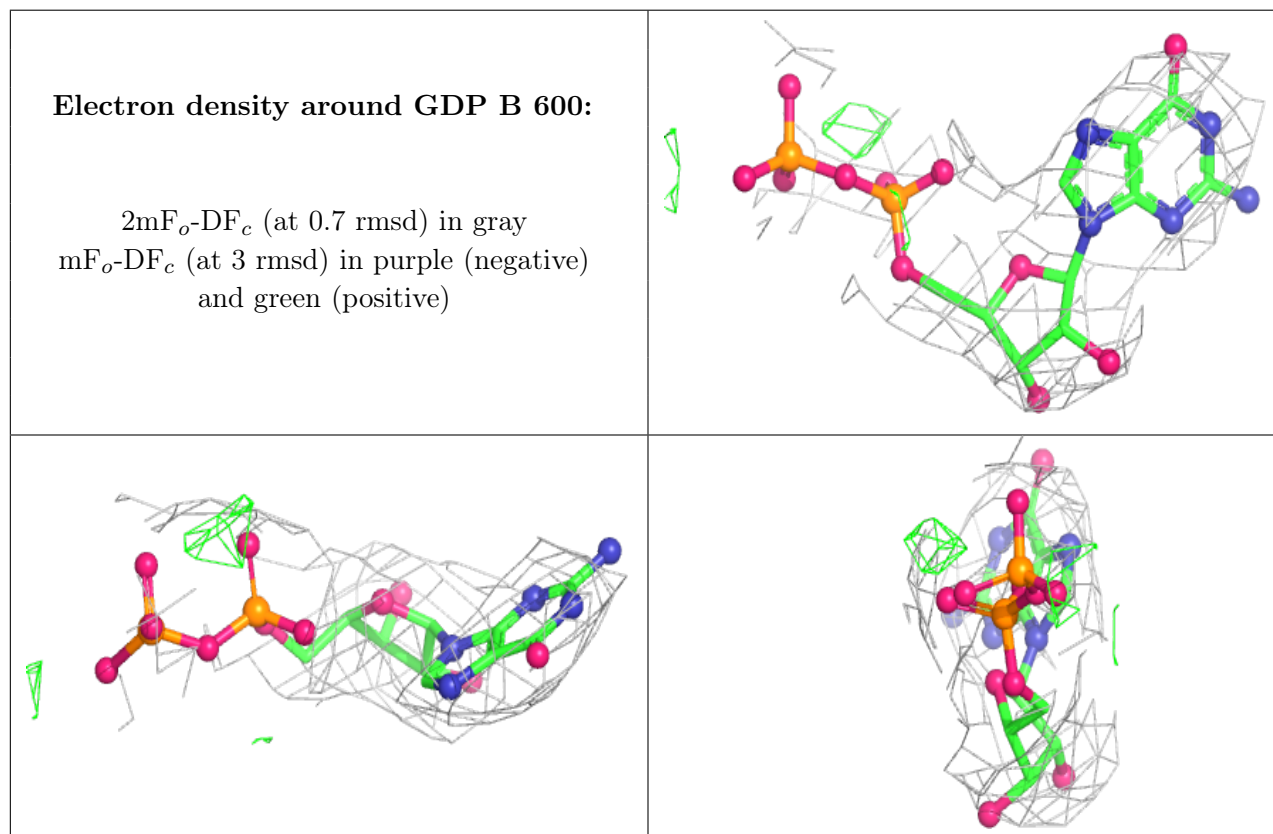 Electron density around GDP B 600:
2mFₒ-DF𝒸 (at 0.7 rmsd) in gray
mFₒ-DF𝒸 (at 3 rmsd) in purple (negative)
and green (positive)